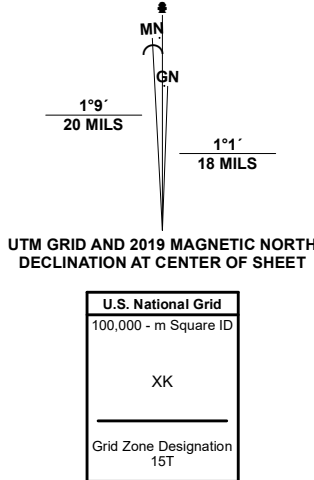 MN
GN
1°9´
20 MILS
1°1´
18 MILS
UTM GRID AND 2019 MAGNETIC NORTH
DECLINATION AT CENTER OF SHEET
U.S. National Grid
100,000 - m Square ID
XK
Grid Zone Designation
15T